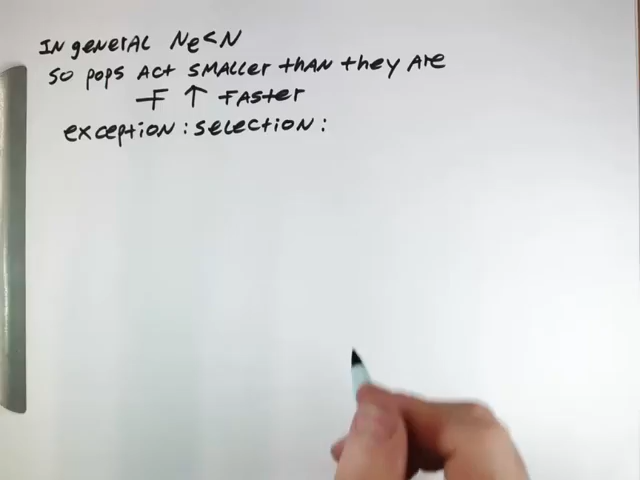 IN general Ne<N
so pops Act smaller than they are
F ↑ faster
exception: selection: